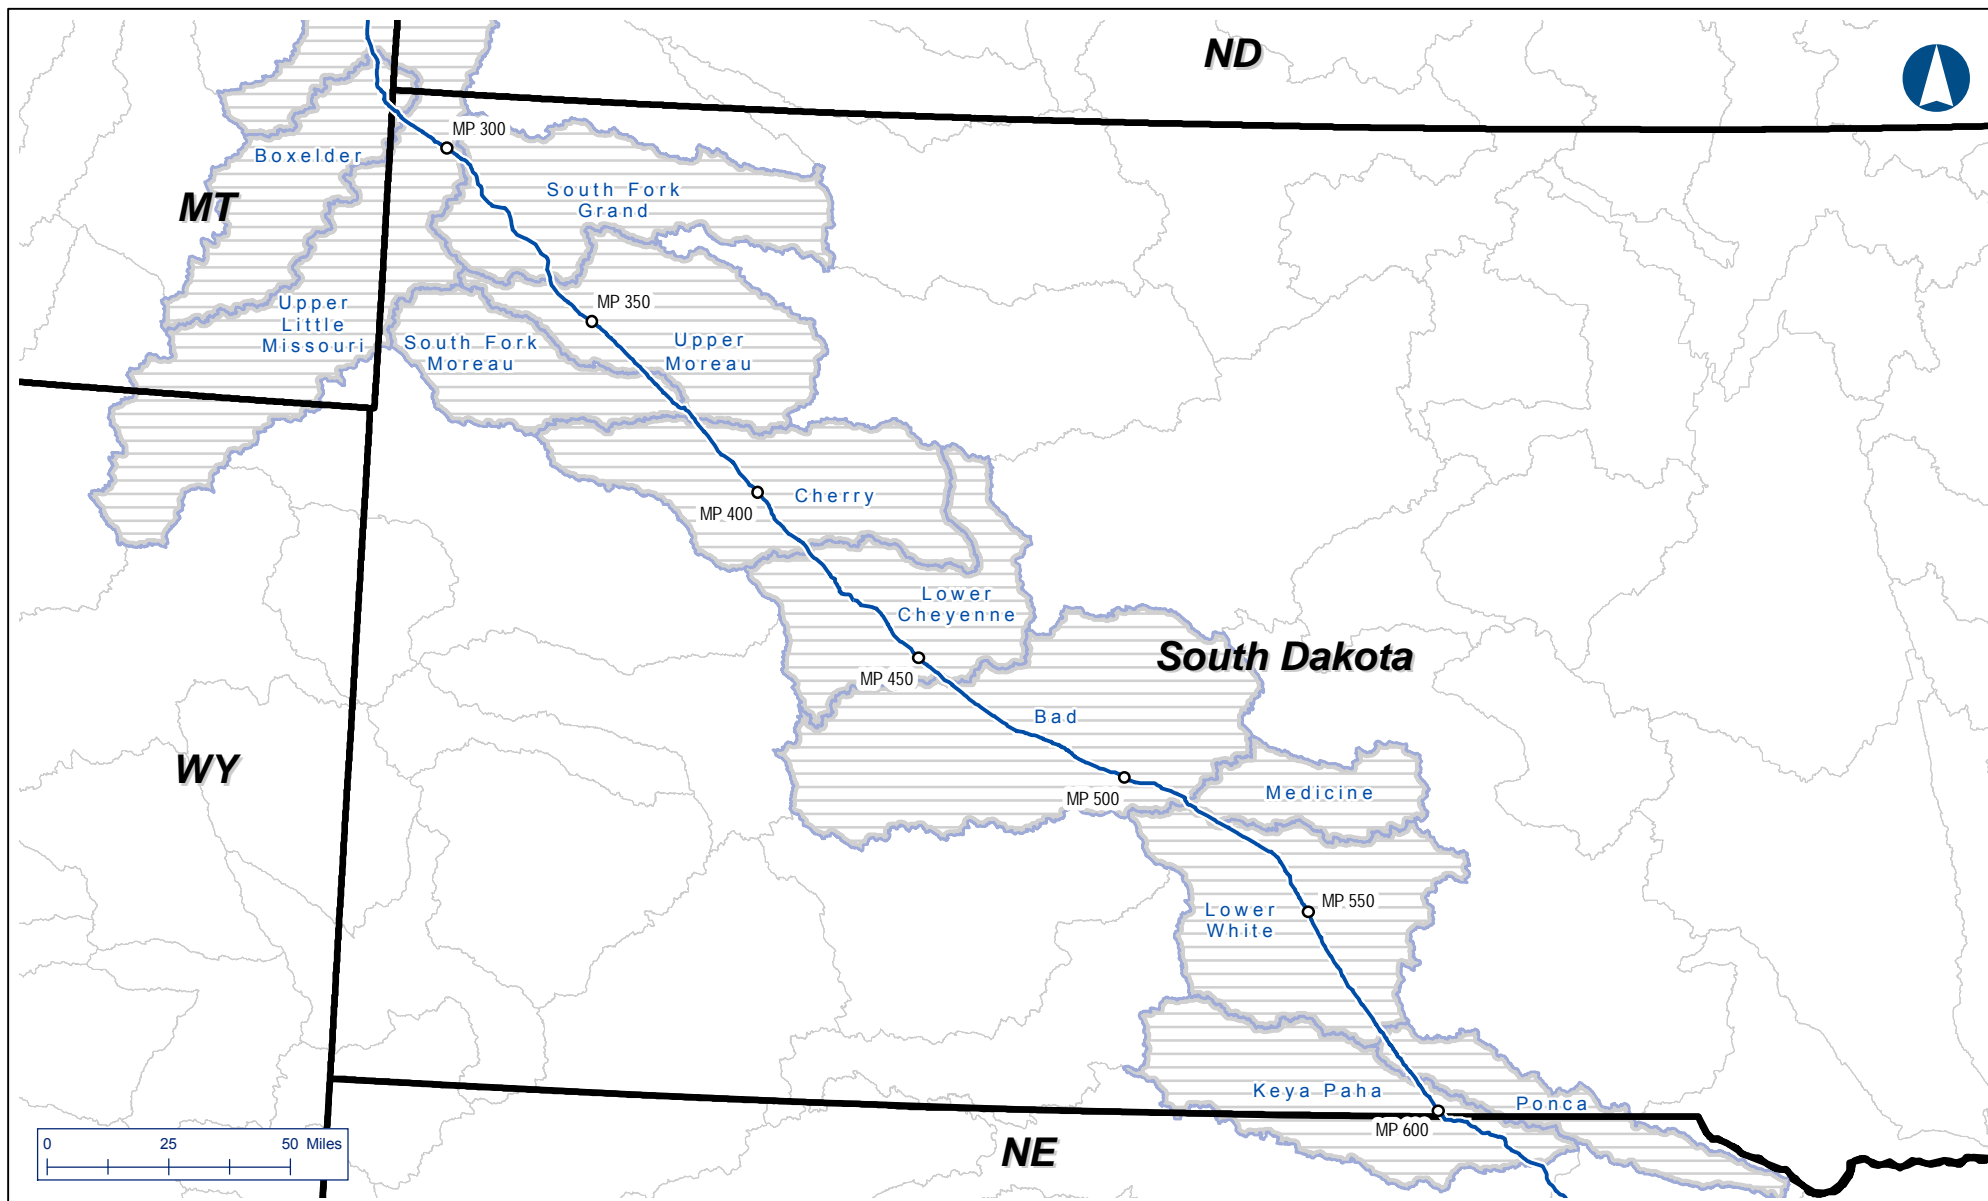 ND
MP 300
Boxelder
South Fork
Grand
MT
Upper
Little
Missouri
MP 350
South Fork
Moreau
Upper
Moreau
Cherry
MP 400
Lower
Cheyenne
South Dakota
MP 450
Bad
WY
MP 500
Medicine
MP 550
Lower
White
Keya Paha
Ponca
MP 600
NE
0 25 50 Miles